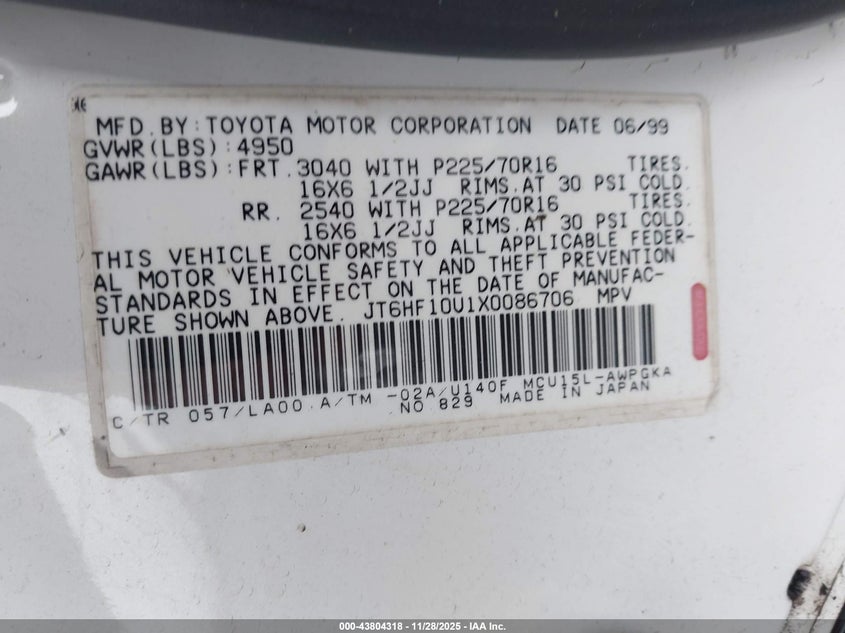 MFD. BY: TOYOTA MOTOR CORPORATION DATE 06/99
GVWR(LBS): 4950
GAWR(LBS): FRT. 3040 WITH P225/70R16 TIRES.
16X6 1/2JJ RIMS. AT 30 PSI COLD.
RR. 2540 WITH P225/70R16 TIRES.
16X6 1/2JJ RIMS. AT 30 PSI COLD.
THIS VEHICLE CONFORMS TO ALL APPLICABLE FEDER-
AL MOTOR VEHICLE SAFETY AND THEFT PREVENTION
STANDARDS IN EFFECT ON THE DATE OF MANUFAC-
TURE SHOWN ABOVE. JT6HF10U1X0086706 MPV
C/TR 057/LA00 A/TM -02A/U140F MCU15L-AWPGKA
NO 829 MADE IN JAPAN
000-43804318 | 11/28/2025 - IAA Inc.